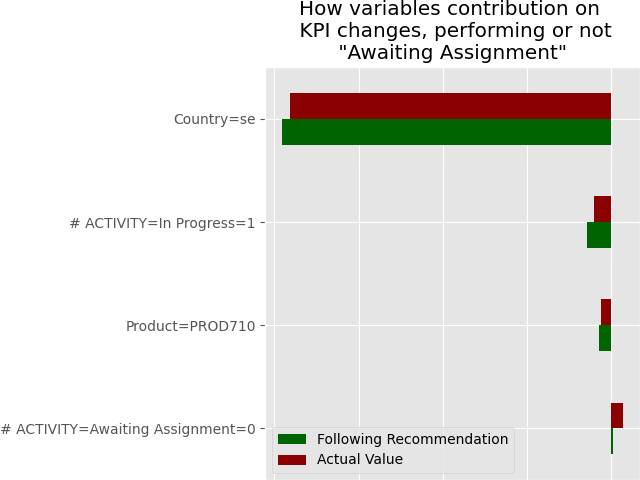 How variables contribution on
KPI changes, performing or not
"Awaiting Assignment"
Country=se
# ACTIVITY=In Progress=1
Product=PROD710
# ACTIVITY=Awaiting Assignment=0
Following Recommendation
Actual Value